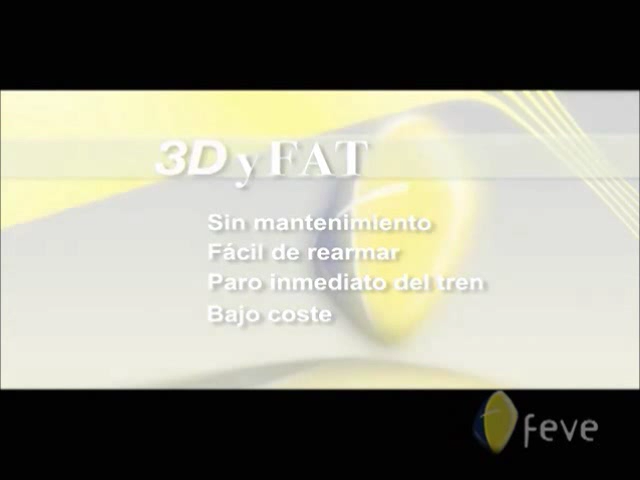 3D y FAT
Sin mantenimiento
Fácil de rearmar
Paro inmediato del tren
Bajo coste
feve